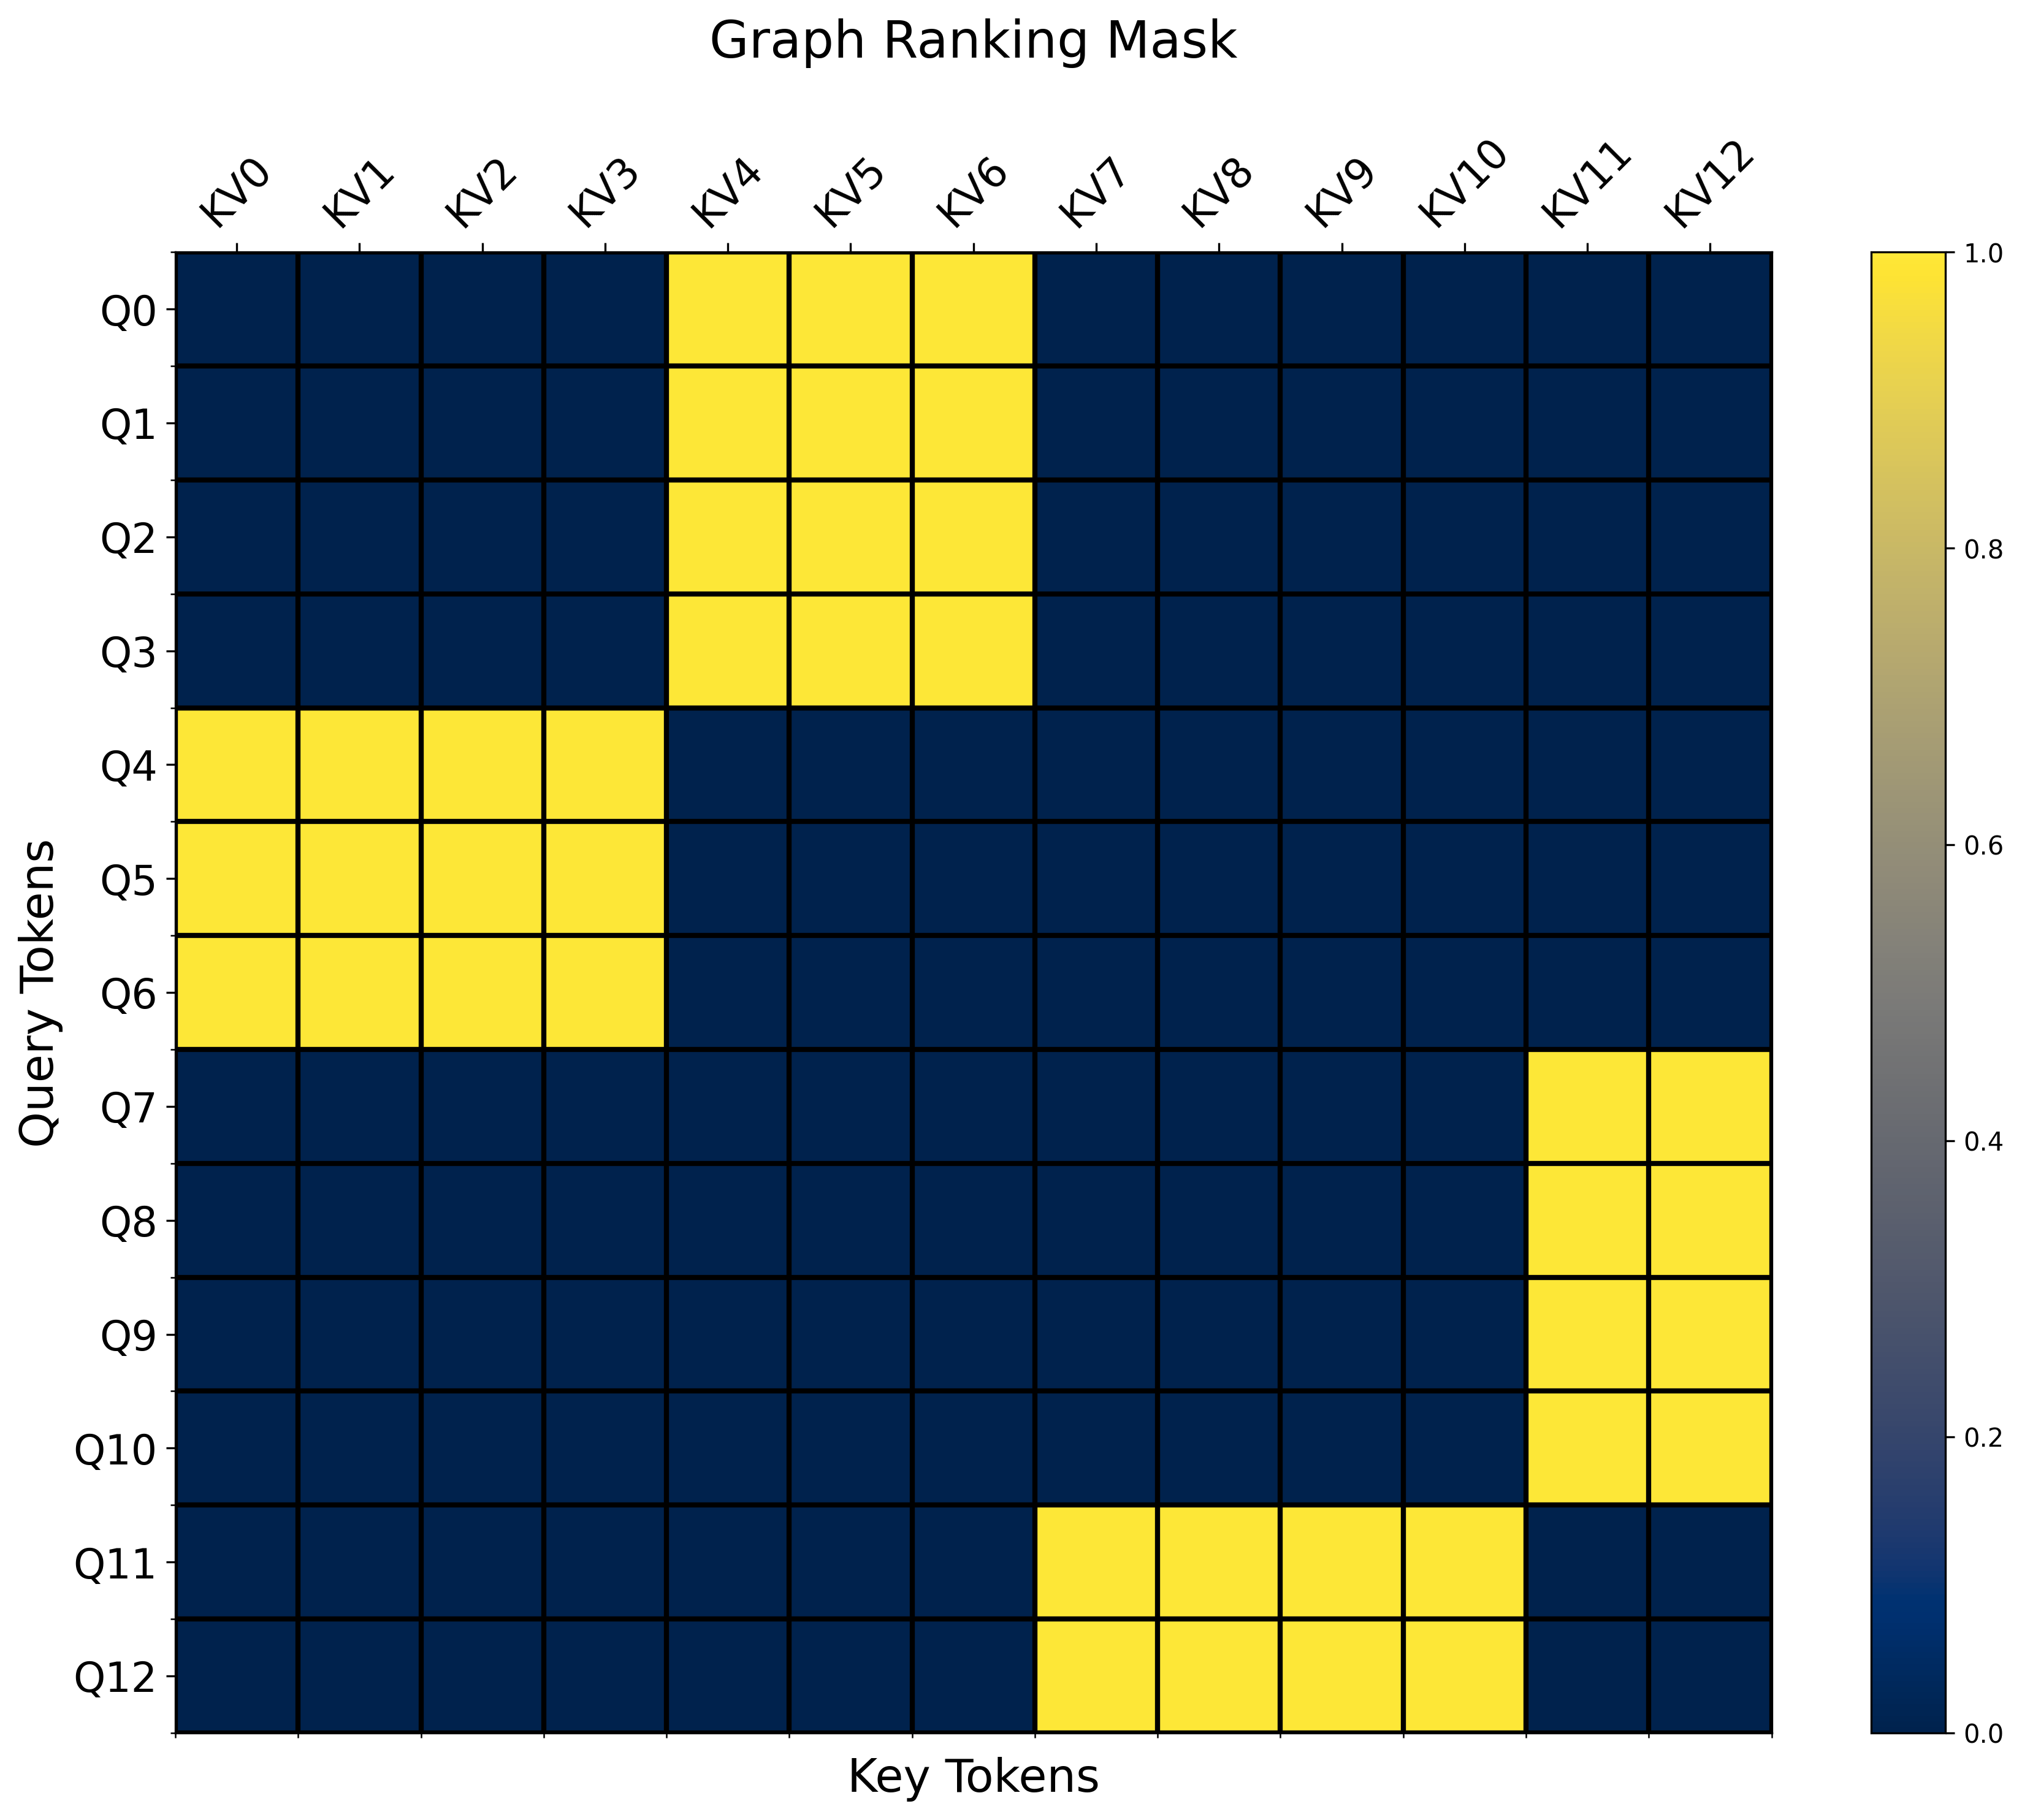 Graph Ranking Mask
KV0 KV1 KV2 KV3 KV4 KV5 KV6 KV7 KV8 KV9 KV10 KV11 KV12
Q0
Q1
Q2
Q3
Q4
Q5
Q6
Q7
Q8
Q9
Q10
Q11
Q12
Query Tokens
Key Tokens
1.0
0.8
0.6
0.4
0.2
0.0